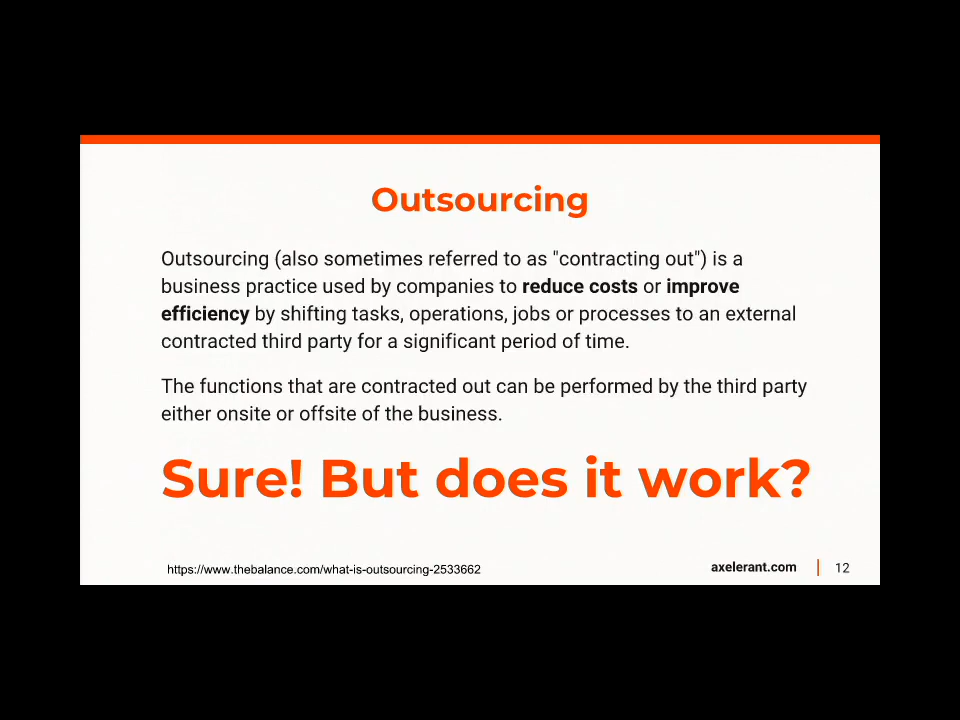 Outsourcing
Outsourcing (also sometimes referred to as "contracting out") is a
business practice used by companies to reduce costs or improve
efficiency by shifting tasks, operations, jobs or processes to an external
contracted third party for a significant period of time.
The functions that are contracted out can be performed by the third party
either onsite or offsite of the business.
Sure! But does it work?
https://www.thebalance.com/what-is-outsourcing-2533662
axelerant.com
12